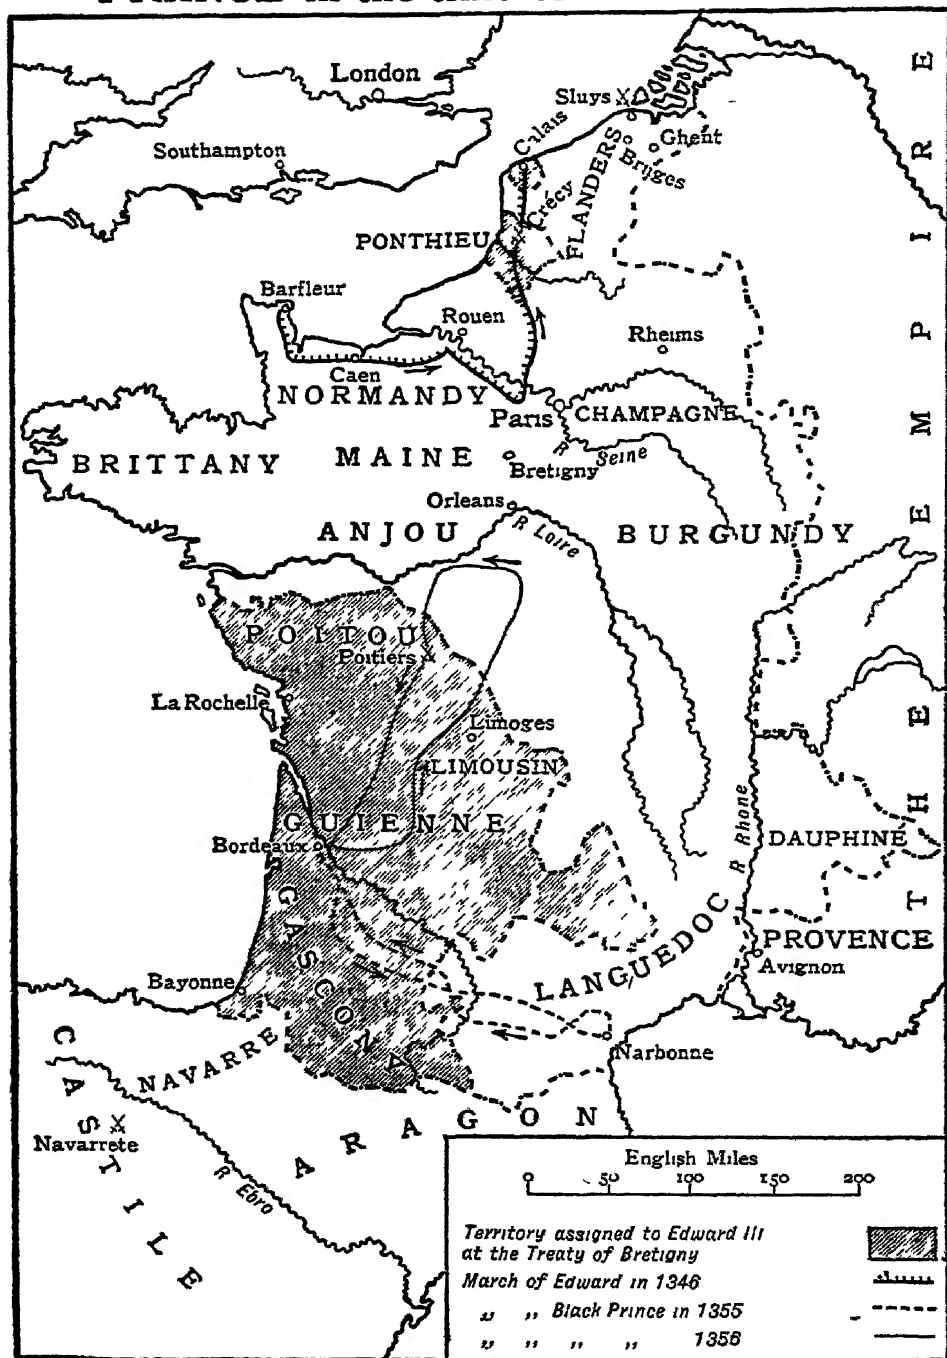 London
Sluys
Calais
Ghent
Southampton
Bruges
Crécy
FLANDERS
PONTHIEU
Barfleur
Rouen
Rheims
Caen
NORMANDY
Paris
CHAMPAGNE
BRITTANY
MAINE
Bretigny
R Seine
Orleans
ANJOU
R Loire
BURGUNDY
THE EMPIRE
POITOU
Poitiers
La Rochelle
Limoges
LIMOUSIN
GUIENNE
Bordeaux
R Rhone
DAUPHINE
GASCONY
LANGUEDOC
PROVENCE
Avignon
Bayonne
NAVARRE
Narbonne
CASTILE
Navarrete
ARAGON
R Ebro
English Miles
0 50 100 150 200
Territory assigned to Edward III
at the Treaty of Bretigny
March of Edward in 1346
„ „ Black Prince in 1355
„ „ „ „ 1356